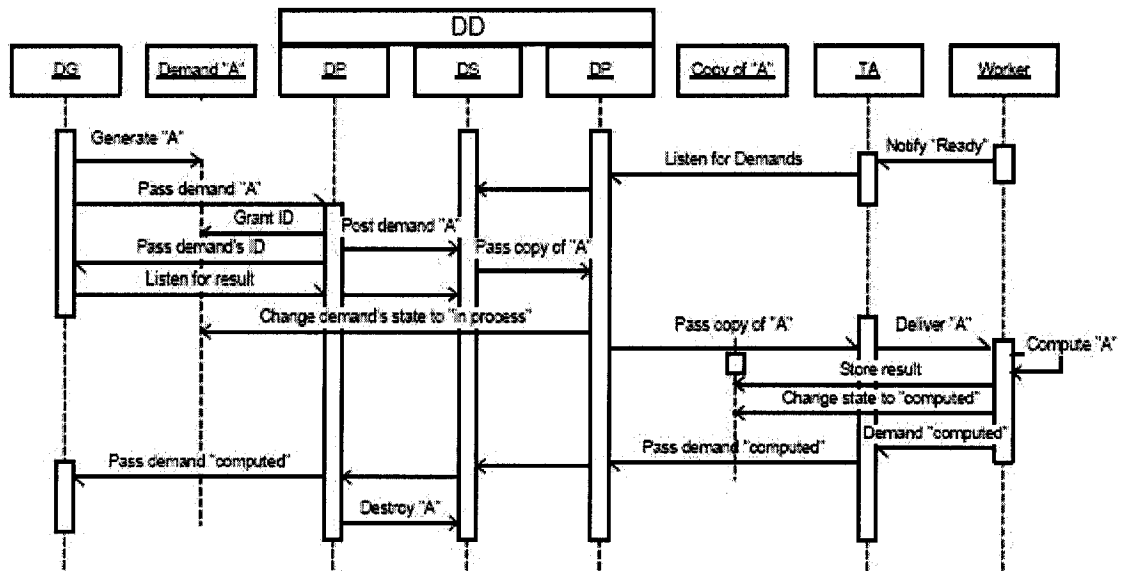 DD
DG
Demand "A"
DP
DS
DP
Copy of "A"
TA
Worker
Generate "A"
Notify "Ready"
Listen for Demands
Pass demand "A"
Grant ID
Post demand "A"
Pass demand's ID
Pass copy of "A"
Listen for result
Change demand's state to "in process"
Pass copy of "A"
Deliver "A"
Compute "A"
Store result
Change state to "computed"
Demand "computed"
Pass demand "computed"
Pass demand "computed"
Destroy "A"